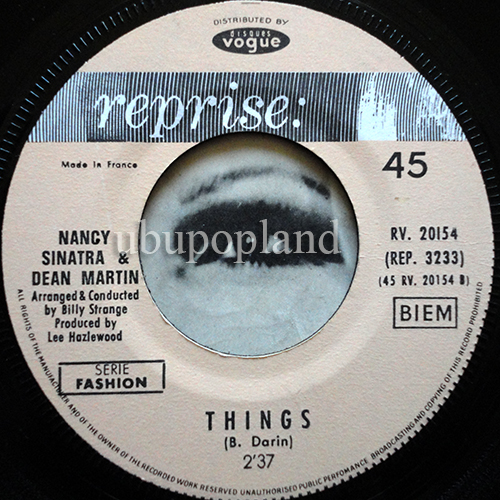 DISTRIBUTED BY
disques
vogue
reprise:
Made in France
45
NANCY
SINATRA &
DEAN MARTIN
Arranged & Conducted
by Billy Strange
Produced by
Lee Hazlewood
ubupopland
RV. 20154
(REP. 3233)
(45 RV. 20154 B)
BIEM
SERIE
FASHION
THINGS
(B. Darin)
2'37
ALL RIGHTS OF THE MANUFACTURER AND OF THE OWNER OF THE RECORDED WORK RESERVED UNAUTHORISED PUBLIC PERFOMANCE BROADCASTING AND COPYING OF THIS RECORD PROHIBITED